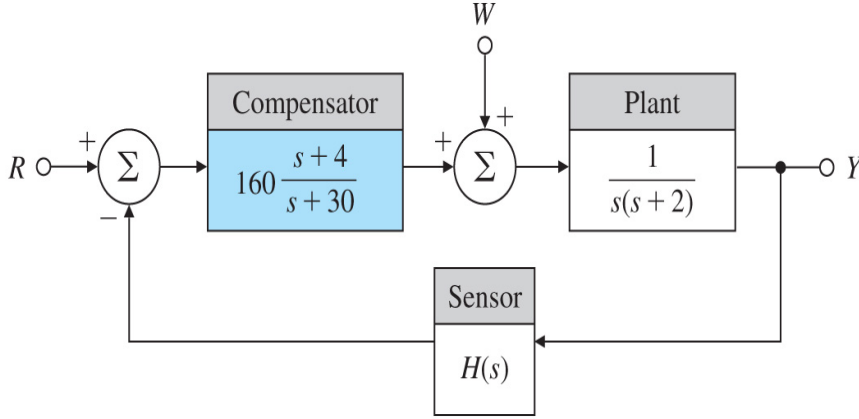 W
Compensator
Plant
R
+
Σ
−
160 (s + 4)/(s + 30)
+
+
Σ
1/(s(s + 2))
Y
Sensor
H(s)